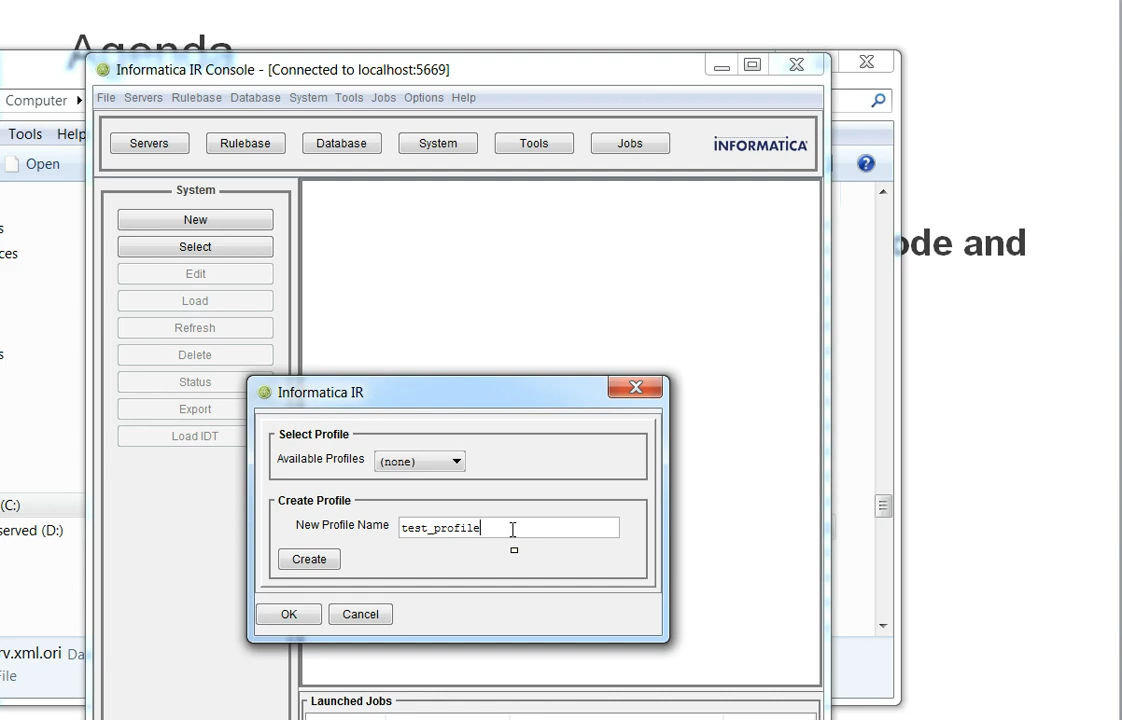 Agenda
Informatica IR Console - [Connected to localhost:5669]
Computer
File Servers Rulebase Database System Tools Jobs Options Help
Tools Help
Servers Rulebase Database System Tools Jobs INFORMATICA
Open
System
New
Select
Edit
Load
Refresh
Delete
Status
Export
Load IDT
ode and
s
ces
s
(C:)
served (D:)
Informatica IR
Select Profile
Available Profiles (none)
Create Profile
New Profile Name test_profile
Create
OK Cancel
rv.xml.ori Da
File
Launched Jobs